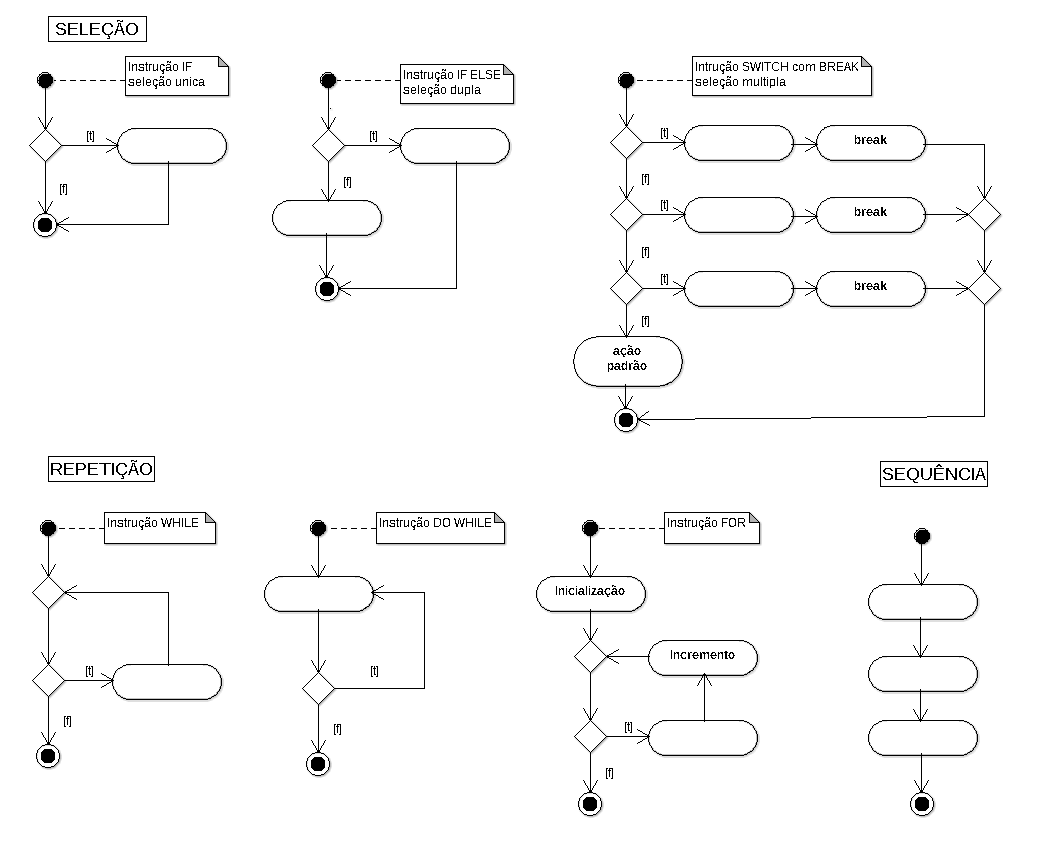 SELEÇÃO
Instrução IF
seleção unica
[t]
[f]
Instrução IF ELSE
seleção dupla
[t]
[f]
Intrução SWITCH com BREAK
seleção multipla
[t]
break
[f]
[t]
break
[f]
[t]
break
[f]
ação
padrão
REPETIÇÃO
Instrução WHILE
[t]
[f]
Instrução DO WHILE
[t]
[f]
Instrução FOR
Inicialização
Incremento
[t]
[f]
SEQUÊNCIA